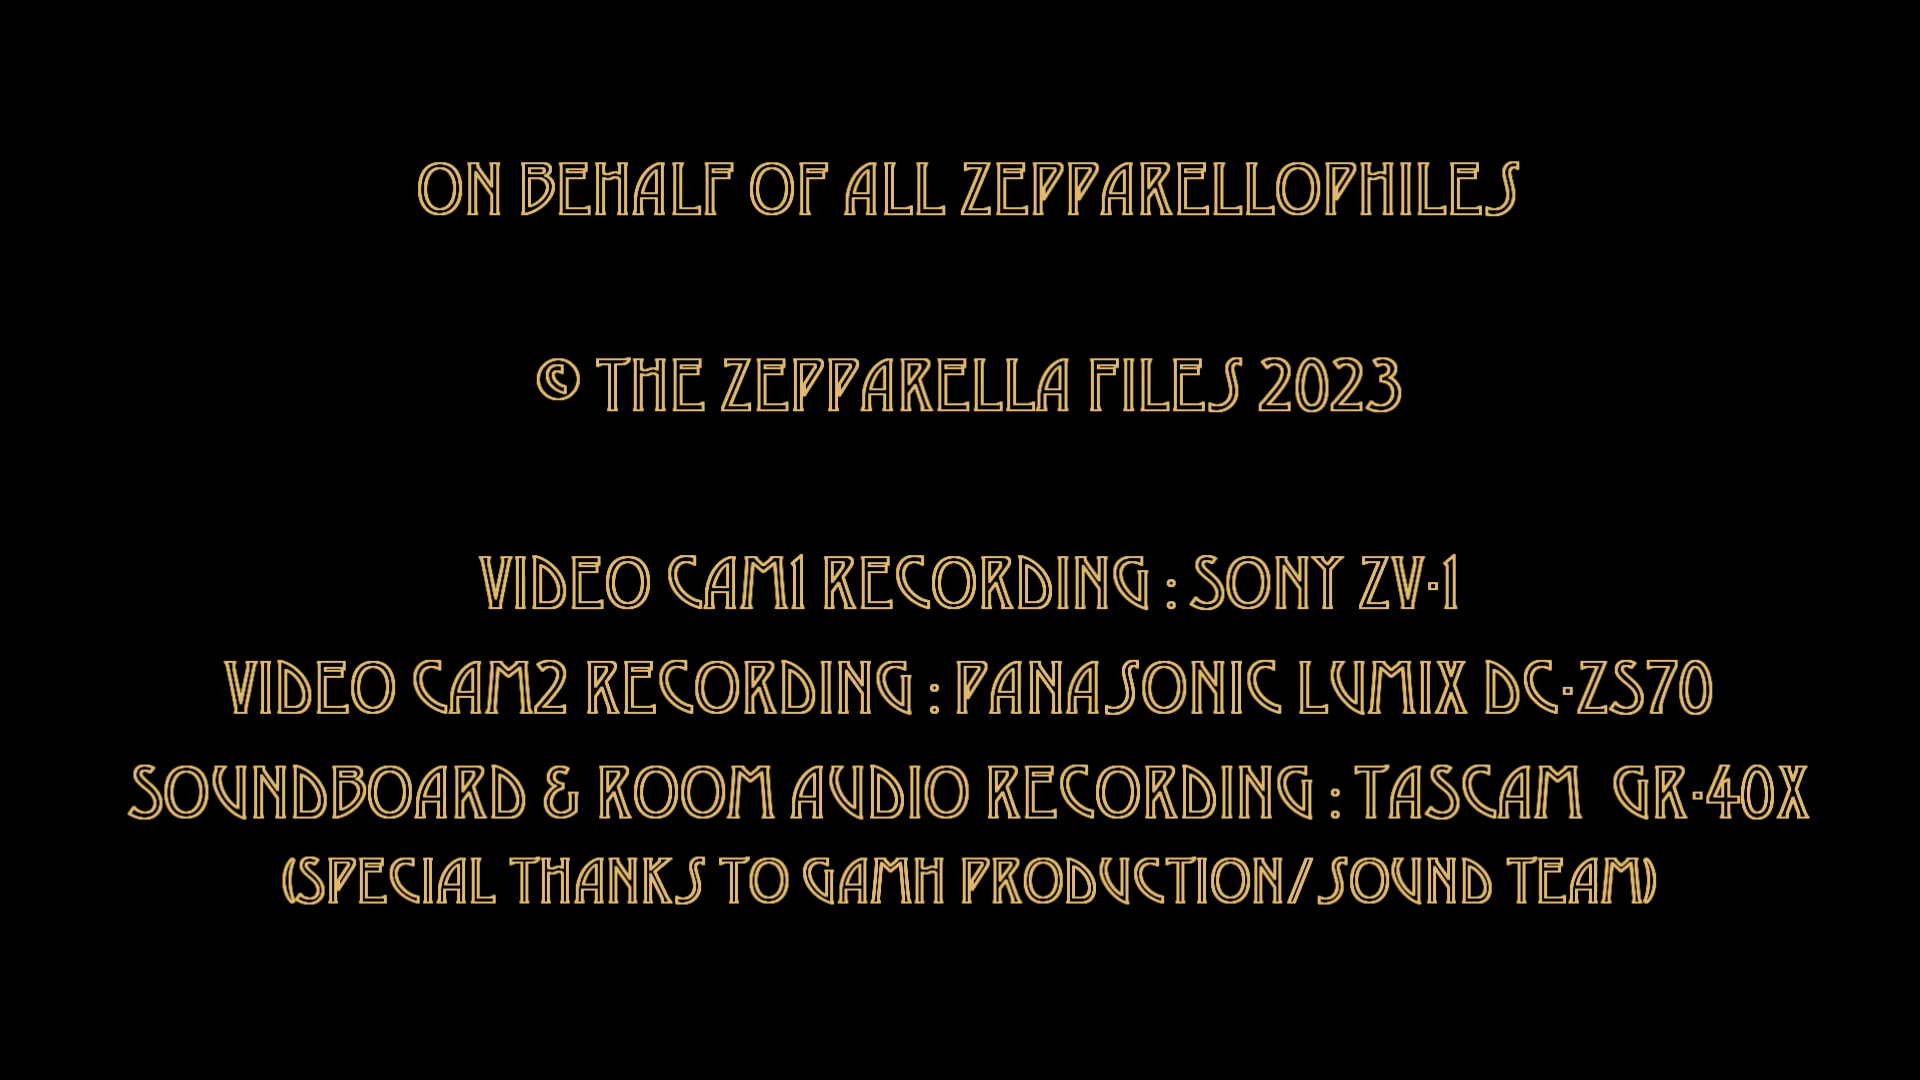 ON BEHALF OF ALL ZEPPARELLOPHILES
© THE ZEPPARELLA FILES 2023
VIDEO CAM1 RECORDING : SONY ZV-1
VIDEO CAM2 RECORDING : PANASONIC LUMIX DC-ZS70
SOUNDBOARD & ROOM AUDIO RECORDING : TASCAM GR-40X
(SPECIAL THANKS TO GAMH PRODUCTION/SOUND TEAM)